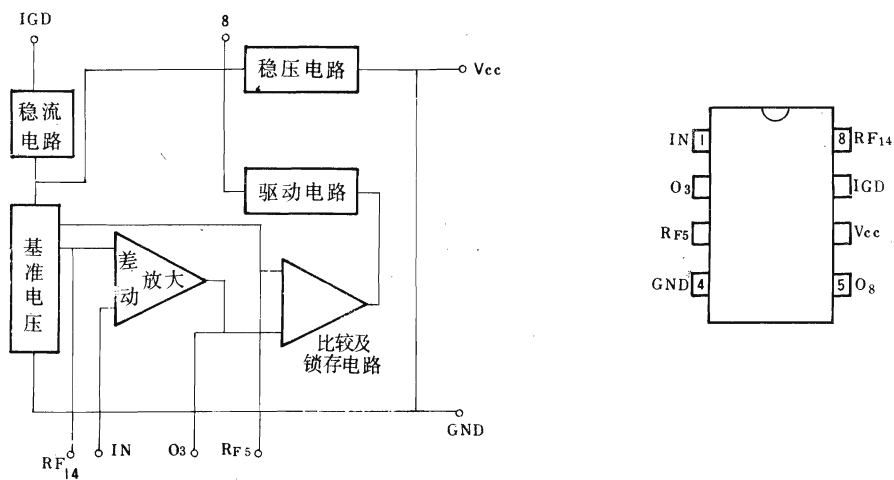 IGD
8
稳压电路
Vcc
稳流
电路
驱动电路
基准电压
差动
放大
比较及
锁存电路
GND
RF14
IN
O3
RF5
IN 1
8 RF14
O3
IGD
RF5
Vcc
GND 4
5 O8